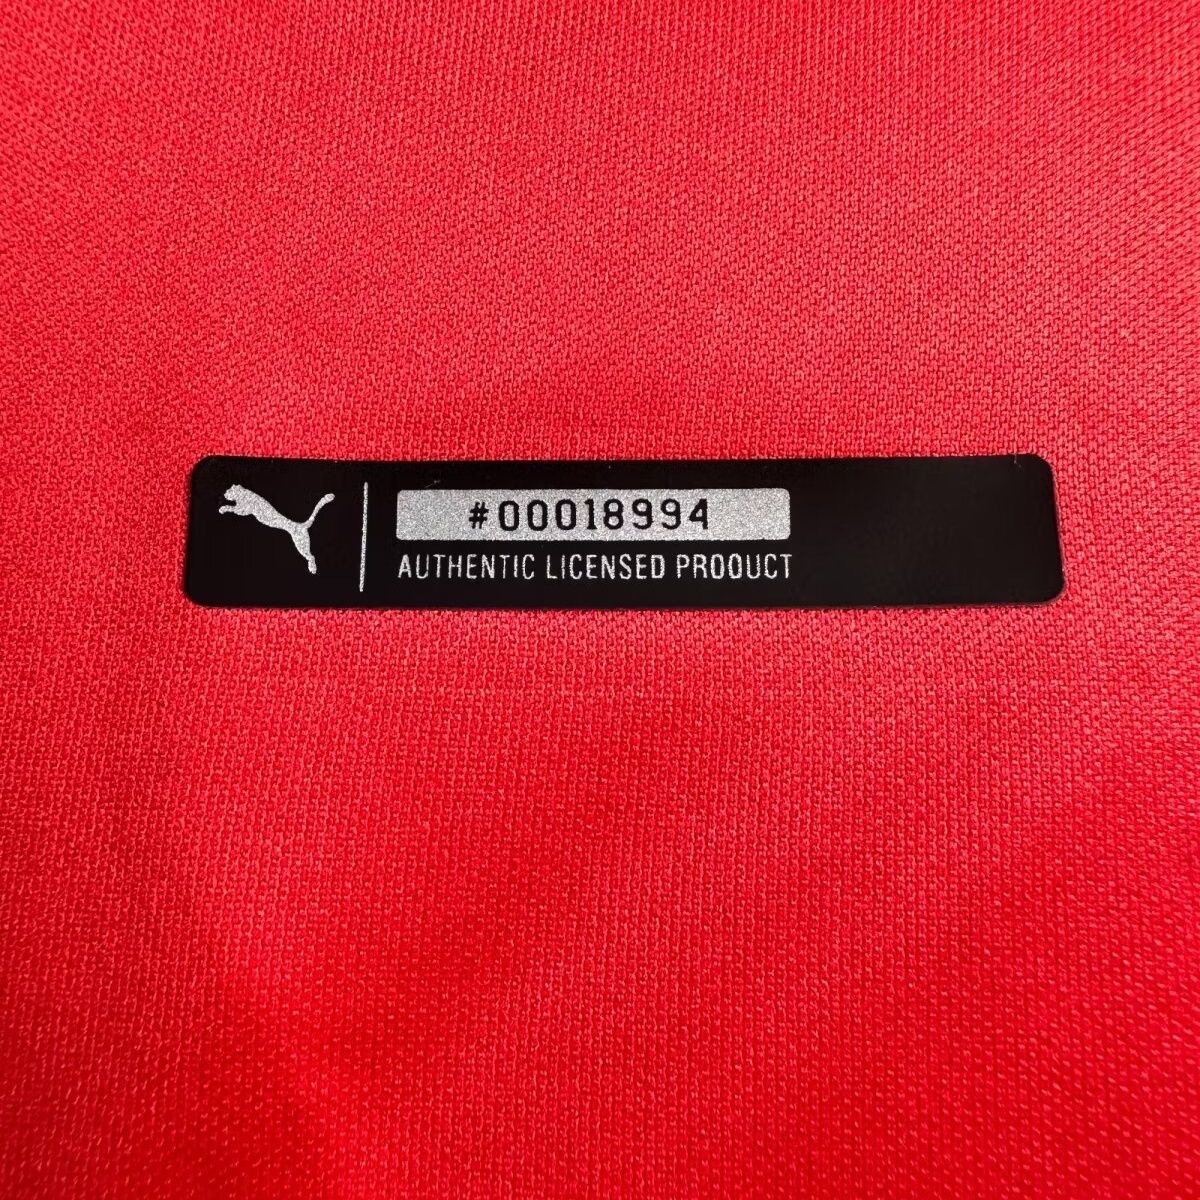 #00018994
AUTHENTIC LICENSED PROOUCT